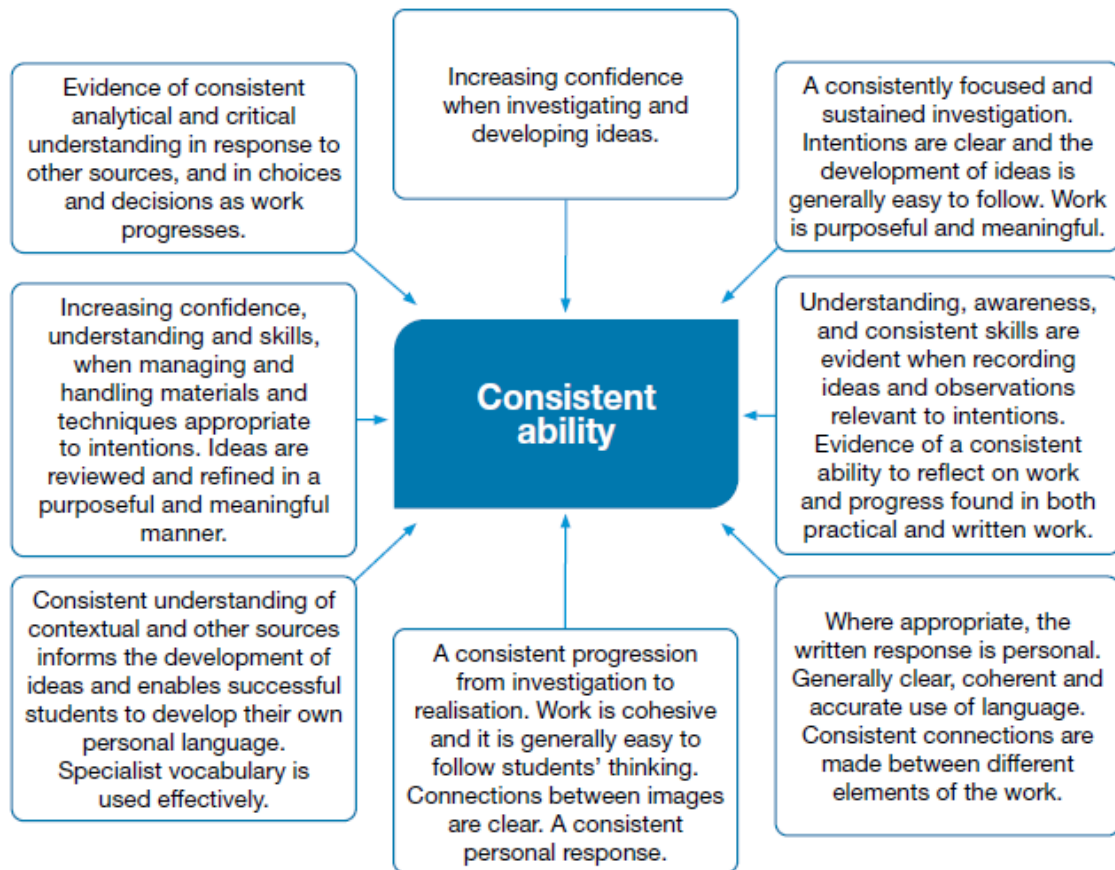 Evidence of consistent
analytical and critical
understanding in response to
other sources, and in choices
and decisions as work
progresses.
Increasing confidence
when investigating and
developing ideas.
A consistently focused and
sustained investigation.
Intentions are clear and the
development of ideas is
generally easy to follow. Work
is purposeful and meaningful.
Increasing confidence,
understanding and skills,
when managing and
handling materials and
techniques appropriate
to intentions. Ideas are
reviewed and refined in a
purposeful and meaningful
manner.
Consistent
ability
Understanding, awareness,
and consistent skills are
evident when recording
ideas and observations
relevant to intentions.
Evidence of a consistent
ability to reflect on work
and progress found in both
practical and written work.
Consistent understanding of
contextual and other sources
informs the development of
ideas and enables successful
students to develop their own
personal language.
Specialist vocabulary is
used effectively.
A consistent progression
from investigation to
realisation. Work is cohesive
and it is generally easy to
follow students’ thinking.
Connections between images
are clear. A consistent
personal response.
Where appropriate, the
written response is personal.
Generally clear, coherent and
accurate use of language.
Consistent connections are
made between different
elements of the work.